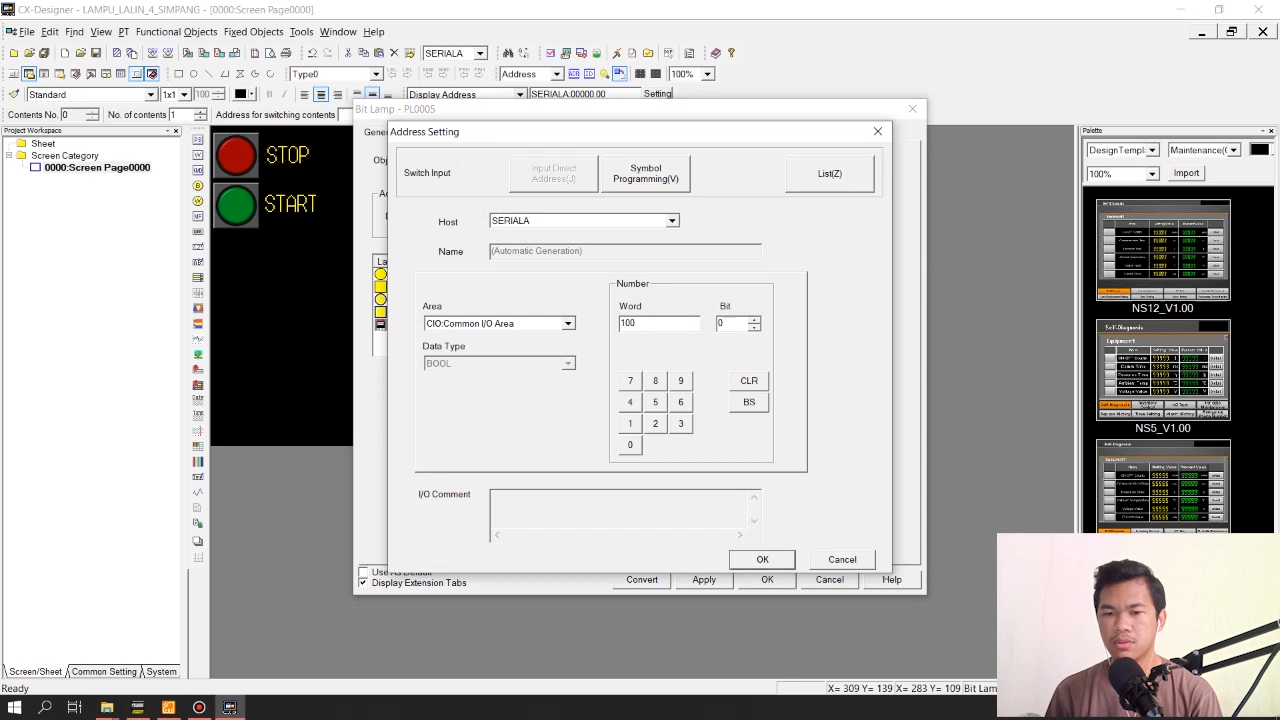 CX-Designer - LAMPU_LALIN_4_SIMPANG - [0000:Screen Page0000]
File Edit Find View PT Functional Objects Fixed Objects Tools Window Help
SERIALA
Type0
Address
100%
Standard
1x1
100
B
Display Address
SERIALA:00000.00
Setting
Contents No. 0
No. of contents 1
Address for switching contents
Project Workspace
Sheet
Screen Category
0000:Screen Page0000
STOP
START
Bit Lamp - PL0005
Address Setting
Switch Input
Input Direct
Address(J)
Symbol
Programming(V)
List(Z)
Host
SERIALA
(Automatic Generation)
Number
Area
Word
Bit
CIO:Common I/O Area
100
0
Data Type
BOOL
7 8 9 CLR
4 5 6 BS
1 2 3
0
I/O Comment
OK
Cancel
Use As Default
Display Extension Tabs
Convert
Apply
OK
Cancel
Help
Palette
DesignTempl
Maintenance(
100%
Import
NS12_V1.00
Self-Diagnosis
NS5_V1.00
Screen/Sheet
Common Setting
System
Ready
X= 309 Y= 139 X= 283 Y= 109 Bit Lam